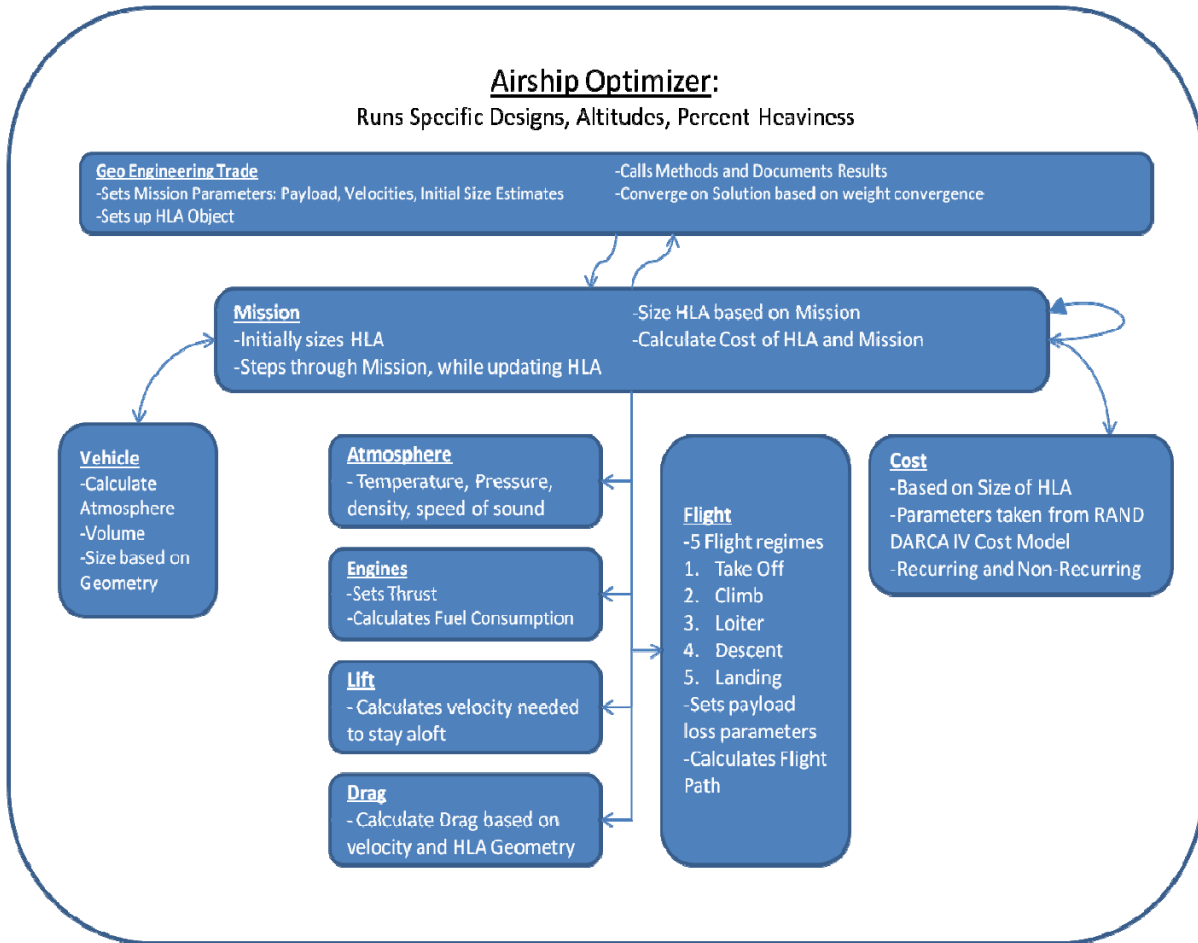 Airship Optimizer:
Runs Specific Designs, Altitudes, Percent Heaviness
Geo Engineering Trade
-Sets Mission Parameters: Payload, Velocities, Initial Size Estimates
-Sets up HLA Object
-Calls Methods and Documents Results
-Converge on Solution based on weight convergence
Mission
-Initially sizes HLA
-Steps through Mission, while updating HLA
-Size HLA based on Mission
-Calculate Cost of HLA and Mission
Vehicle
-Calculate
Atmosphere
-Volume
-Size based on
Geometry
Atmosphere
- Temperature, Pressure,
density, speed of sound
Engines
-Sets Thrust
-Calculates Fuel Consumption
Lift
- Calculates velocity needed
to stay aloft
Drag
- Calculate Drag based on
velocity and HLA Geometry
Flight
-5 Flight regimes
1. Take Off
2. Climb
3. Loiter
4. Descent
5. Landing
-Sets payload
loss parameters
-Calculates Flight
Path
Cost
-Based on Size of HLA
-Parameters taken from RAND
DARCA IV Cost Model
-Recurring and Non-Recurring